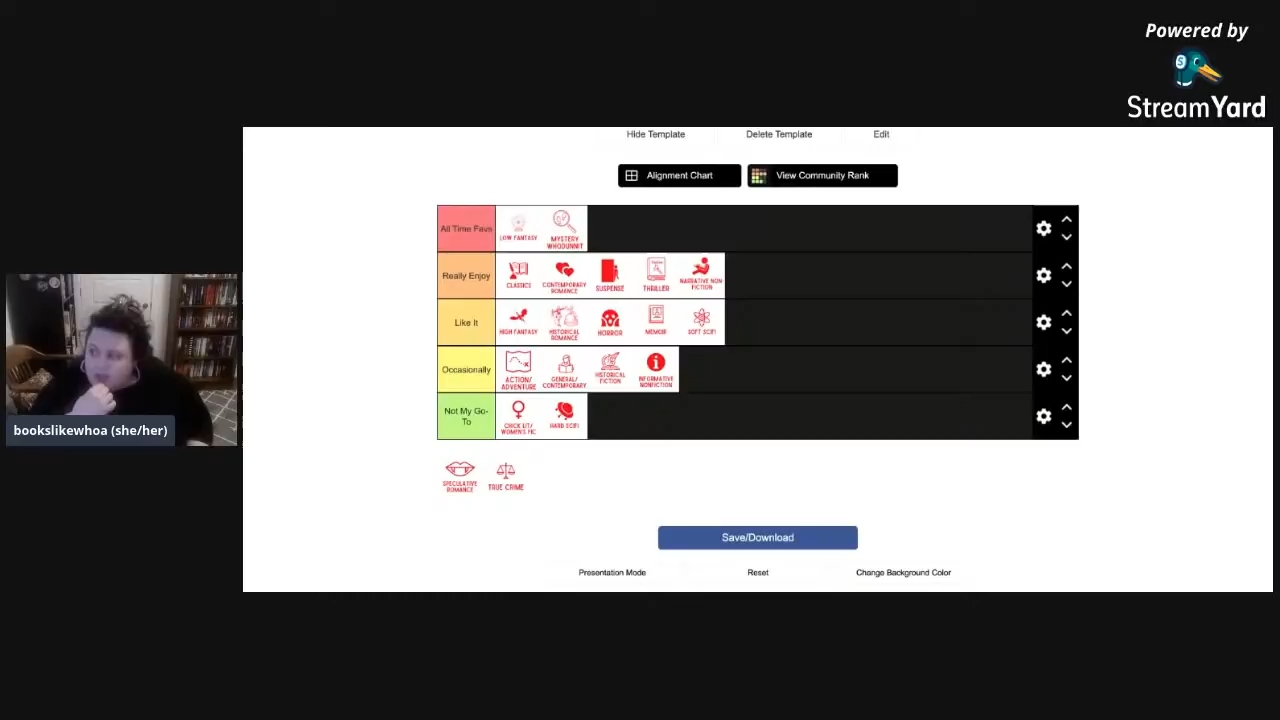 Powered by
StreamYard
Hide Template
Delete Template
Edit
Alignment Chart
View Community Rank
All Time Favs
LOW FANTASY
MYSTERY
WHODUNNIT
Really Enjoy
CLASSICS
CONTEMPORARY
ROMANCE
SUSPENSE
THRILLER
NARRATIVE NON
FICTION
Like It
HIGH FANTASY
HISTORICAL
ROMANCE
HORROR
MEMOIR
SOFT SCIFI
Occasionally
ACTION/
ADVENTURE
GENERAL/
CONTEMPORARY
HISTORICAL
FICTION
INFORMATIVE
NONFICTION
Not My Go-
To
CHICK LIT/
WOMEN'S FIC
HARD SCIFI
bookslikewhoa (she/her)
SPECULATIVE
ROMANCE
TRUE CRIME
Save/Download
Presentation Mode
Reset
Change Background Color